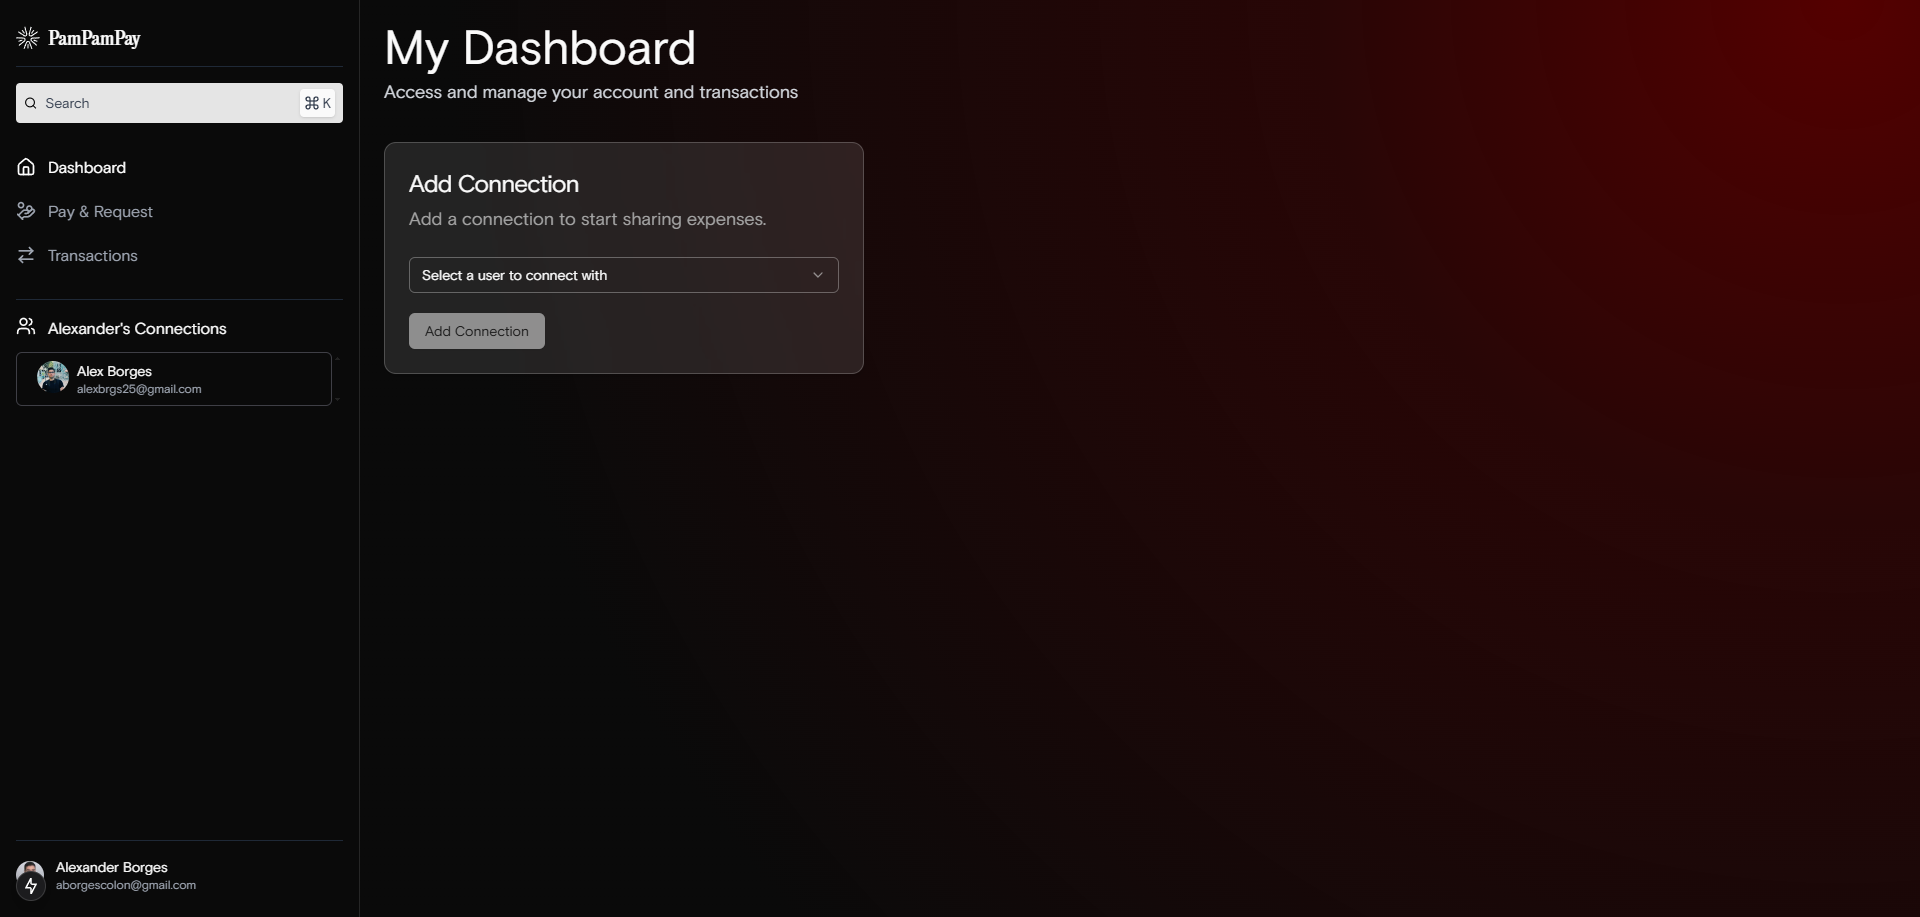 PamPamPay
Search
⌘ K
Dashboard
Pay & Request
Transactions
Alexander's Connections
Alex Borges
alexbrgs25@gmail.com
Alexander Borges
aborgescolon@gmail.com
My Dashboard
Access and manage your account and transactions
Add Connection
Add a connection to start sharing expenses.
Select a user to connect with
Add Connection